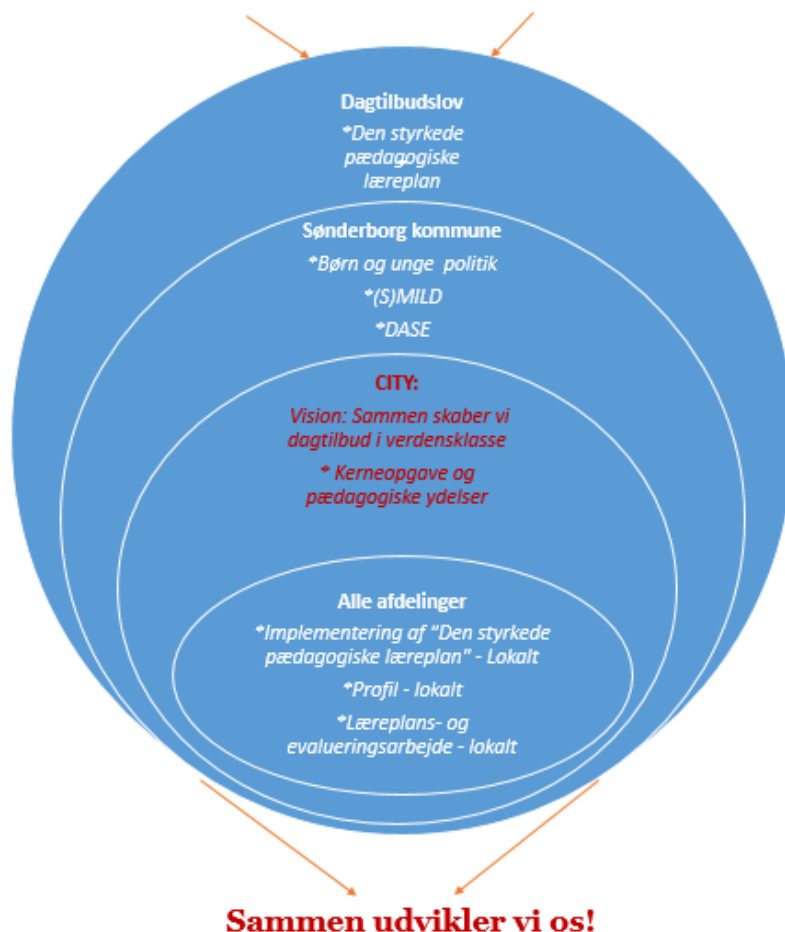 Dagtilbudslov
*Den styrkede
pædagogiske
læreplan
Sønderborg kommune
*Børn og unge politik
*(S)MILD
*DASE
CITY:
Vision: Sammen skaber vi
dagtilbud i verdensklasse
* Kerneopgave og
pædagogiske ydelser
Alle afdelinger
*Implementering af "Den styrkede
pædagogiske læreplan" - Lokalt
*Profil - lokalt
*Læreplans- og
evalueringsarbejde - lokalt
Sammen udvikler vi os!